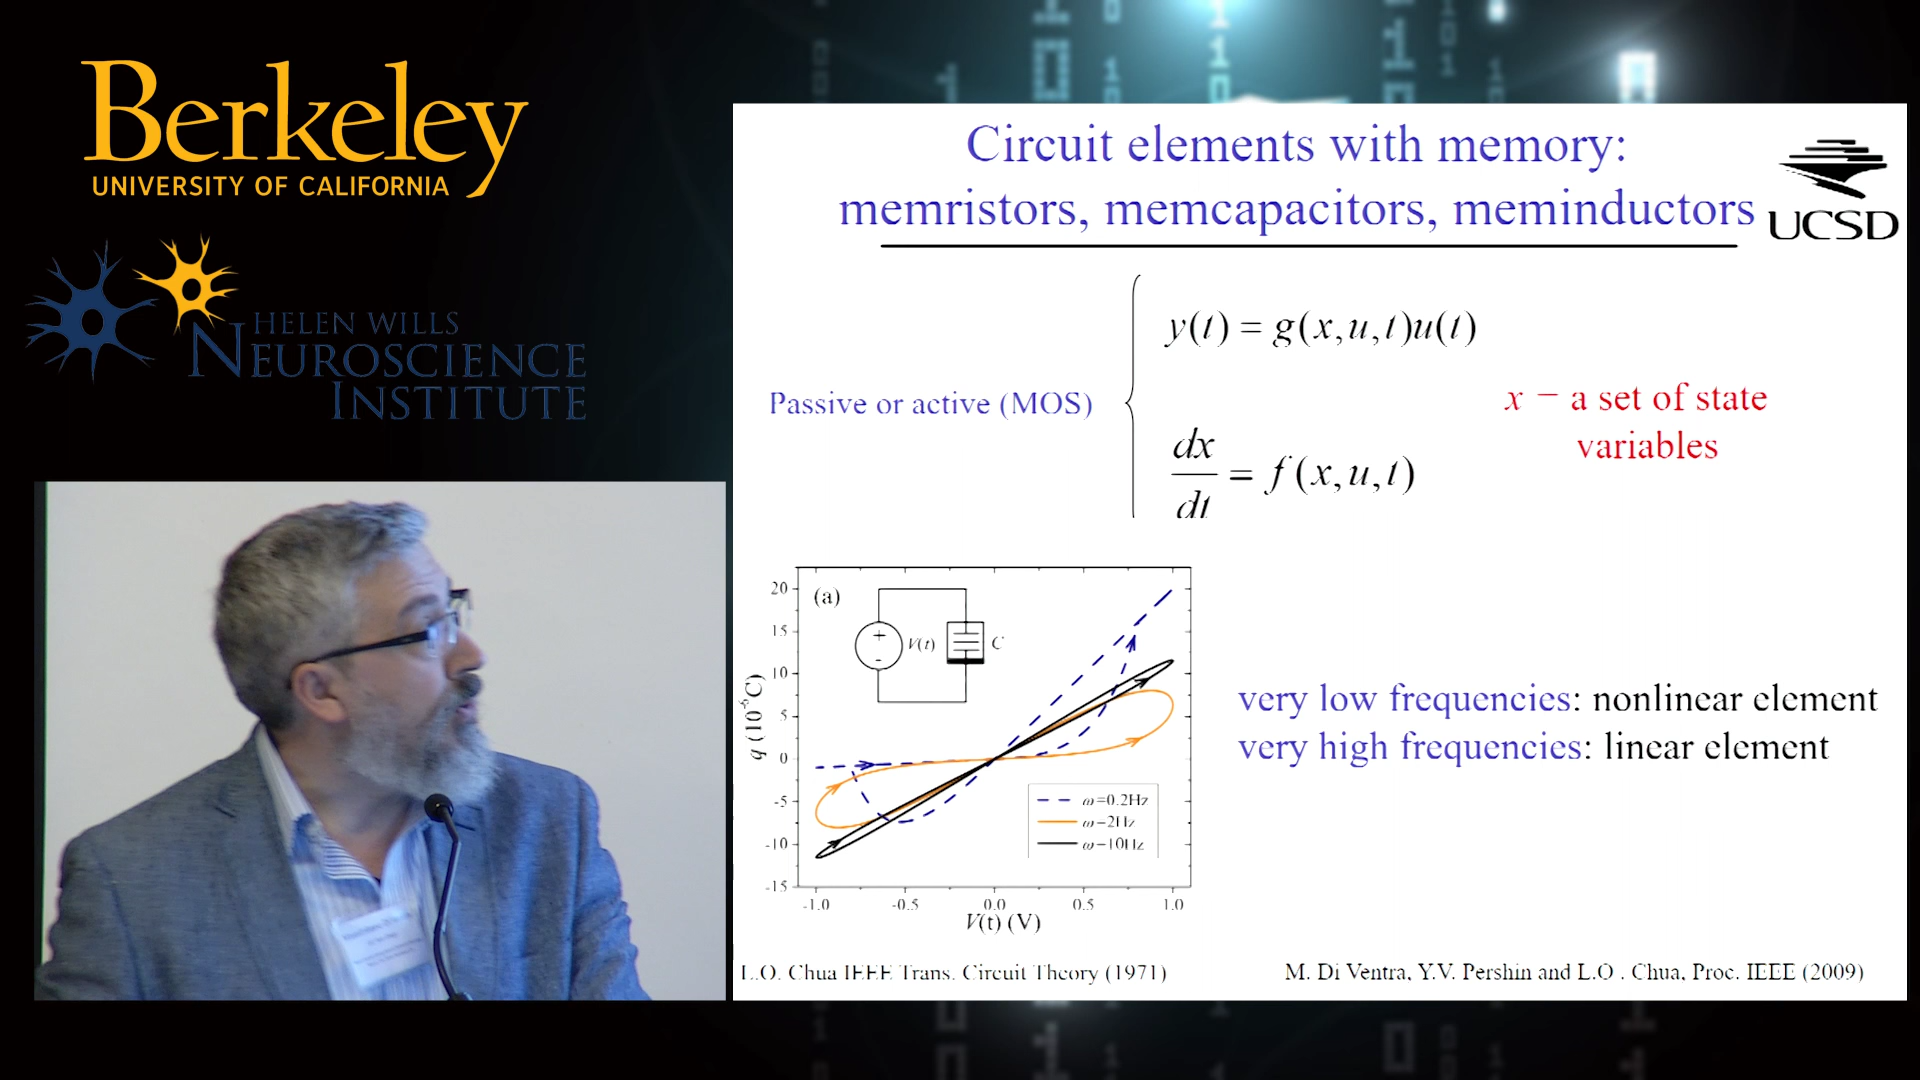 Berkeley
UNIVERSITY OF CALIFORNIA
HELEN WILLS
NEUROSCIENCE
INSTITUTE
Circuit elements with memory:
memristors, memcapacitors, meminductors
UCSD
y(t) = g(x,u,t)u(t)
Passive or active (MOS)
x – a set of state
variables
dx/dt = f(x,u,t)
(a)
V(t)
C
q (10⁻⁶C)
20
15
10
5
0
-5
-10
-15
ω=0.2Hz
ω=2Hz
ω=10Hz
-1.0 -0.5 0.0 0.5 1.0
V(t) (V)
very low frequencies: nonlinear element
very high frequencies: linear element
L.O. Chua IEEE Trans. Circuit Theory (1971)
M. Di Ventra, Y.V. Pershin and L.O . Chua, Proc. IEEE (2009)